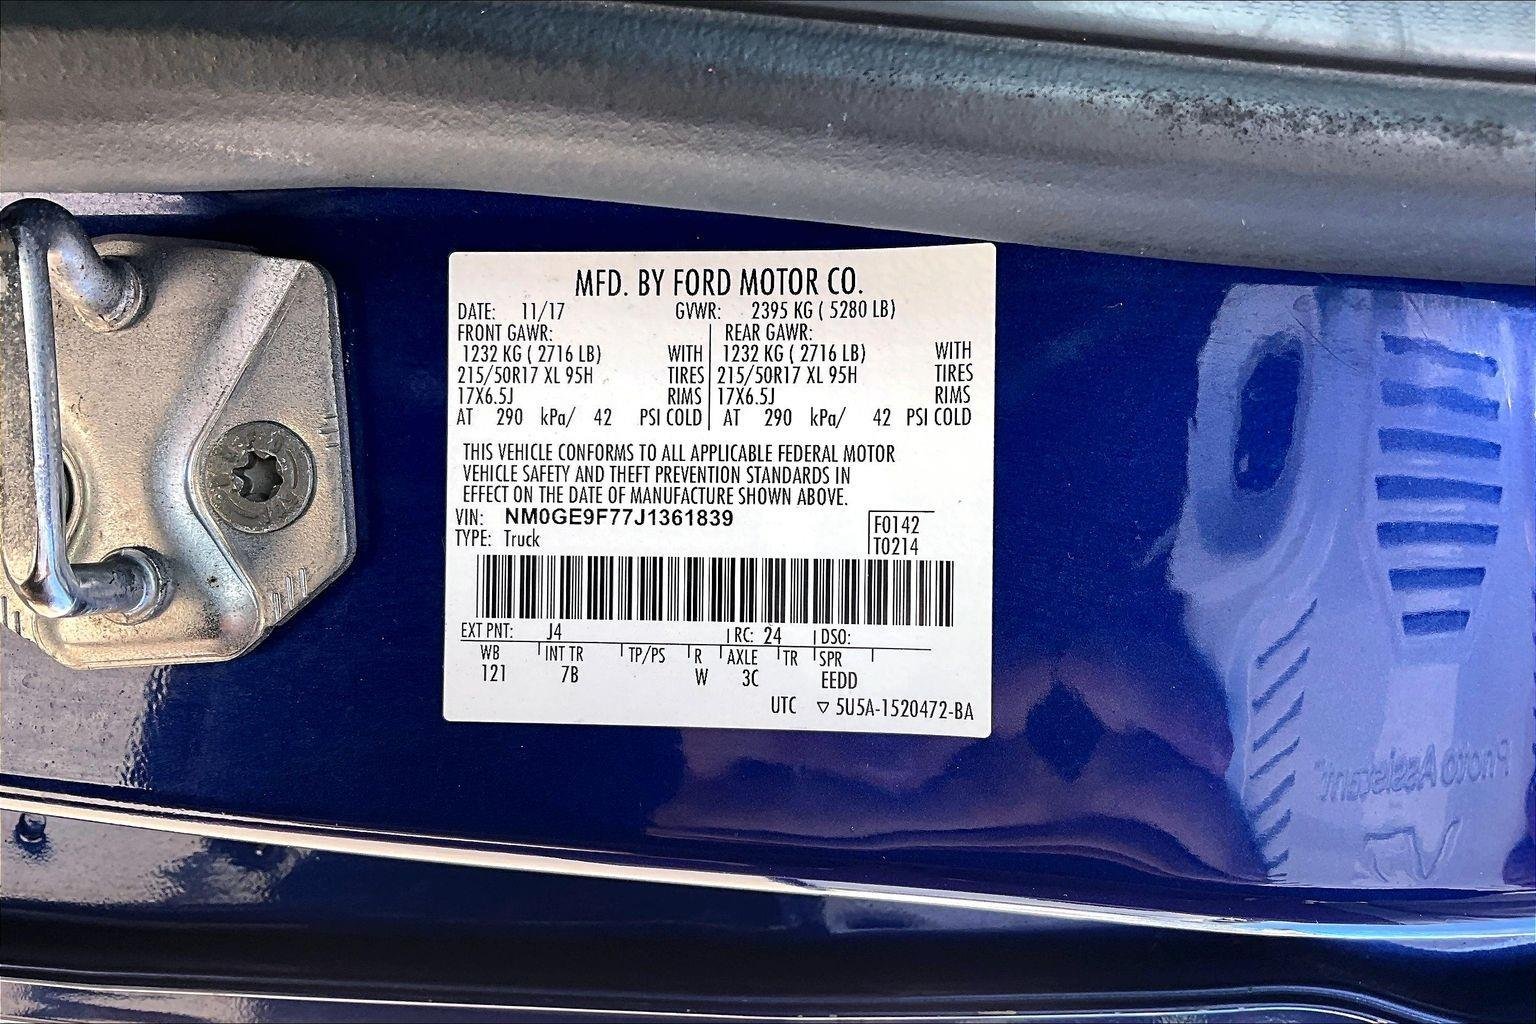 MFD. BY FORD MOTOR CO.
DATE: 11/17 GVWR: 2395 KG ( 5280 LB)
FRONT GAWR: REAR GAWR:
1232 KG ( 2716 LB) WITH 1232 KG ( 2716 LB) WITH
215/50R17 XL 95H TIRES 215/50R17 XL 95H TIRES
17X6.5J RIMS 17X6.5J RIMS
AT 290 kPa/ 42 PSI COLD AT 290 kPa/ 42 PSI COLD
THIS VEHICLE CONFORMS TO ALL APPLICABLE FEDERAL MOTOR
VEHICLE SAFETY AND THEFT PREVENTION STANDARDS IN
EFFECT ON THE DATE OF MANUFACTURE SHOWN ABOVE.
VIN: NM0GE9F77J1361839 F0142
TYPE: Truck T0214
EXT PNT: J4 RC: 24 DSO:
WB INT TR TP/PS R AXLE TR SPR
121 7B W 3C EEDD
UTC ▽ 5U5A-1520472-BA
Photo Assistant